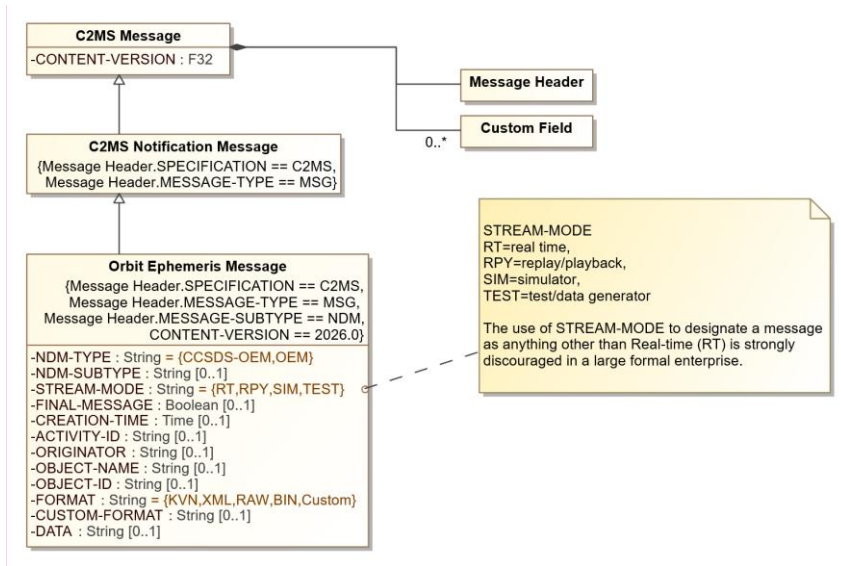 C2MS Message
-CONTENT-VERSION : F32
Message Header
Custom Field
0..*
C2MS Notification Message
{Message Header.SPECIFICATION == C2MS,
Message Header.MESSAGE-TYPE == MSG}
Orbit Ephemeris Message
{Message Header.SPECIFICATION == C2MS,
Message Header.MESSAGE-TYPE == MSG,
Message Header.MESSAGE-SUBTYPE == NDM,
CONTENT-VERSION == 2026.0}
-NDM-TYPE : String = {CCSDS-OEM,OEM}
-NDM-SUBTYPE : String [0..1]
-STREAM-MODE : String = {RT,RPY,SIM,TEST}
-FINAL-MESSAGE : Boolean [0..1]
-CREATION-TIME : Time [0..1]
-ACTIVITY-ID : String [0..1]
-ORIGINATOR : String [0..1]
-OBJECT-NAME : String [0..1]
-OBJECT-ID : String [0..1]
-FORMAT : String = {KVN,XML,RAW,BIN,Custom}
-CUSTOM-FORMAT : String [0..1]
-DATA : String [0..1]
STREAM-MODE
RT=real time,
RPY=replay/playback,
SIM=simulator,
TEST=test/data generator
The use of STREAM-MODE to designate a message
as anything other than Real-time (RT) is strongly
discouraged in a large formal enterprise.